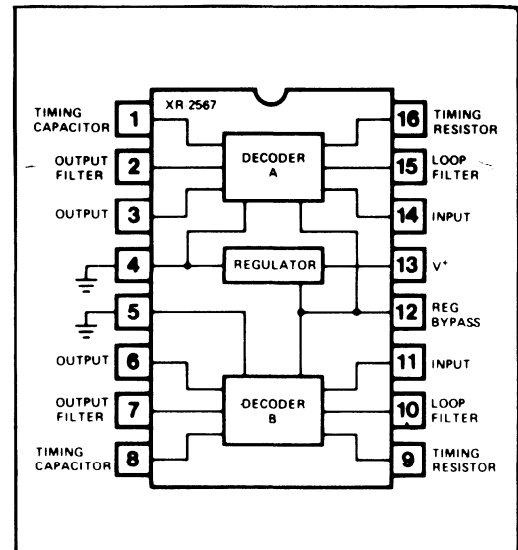 XR 2567
TIMING
CAPACITOR
1
OUTPUT
FILTER
2
OUTPUT
3
4
5
OUTPUT
6
OUTPUT
FILTER
7
TIMING
CAPACITOR
8
DECODER
A
REGULATOR
DECODER
B
16
TIMING
RESISTOR
15
LOOP
FILTER
14
INPUT
13
V+
12
REG
BYPASS
11
INPUT
10
LOOP
FILTER
9
TIMING
RESISTOR